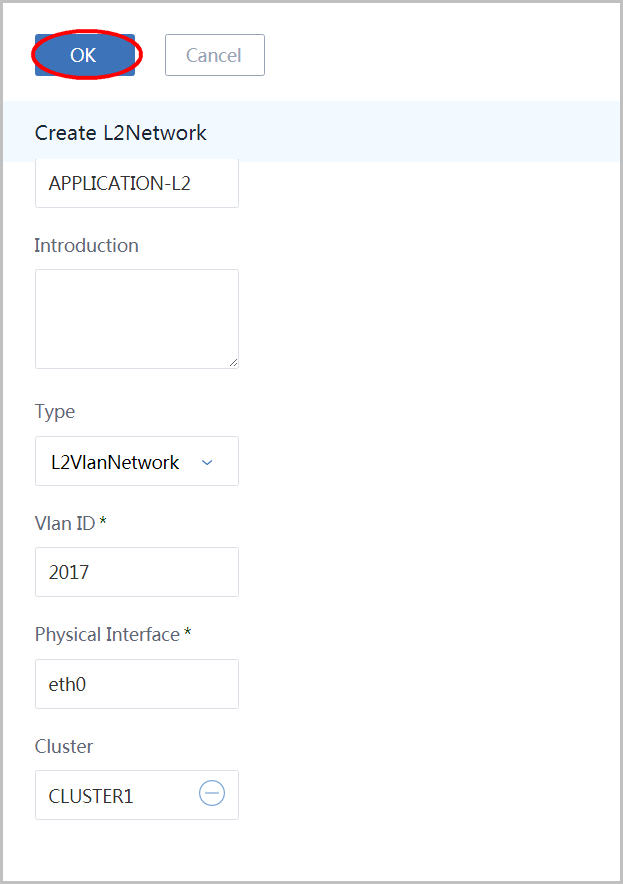 OK
Cancel
Create L2Network
APPLICATION-L2
Introduction
Type
L2VlanNetwork
Vlan ID *
2017
Physical Interface *
eth0
Cluster
CLUSTER1